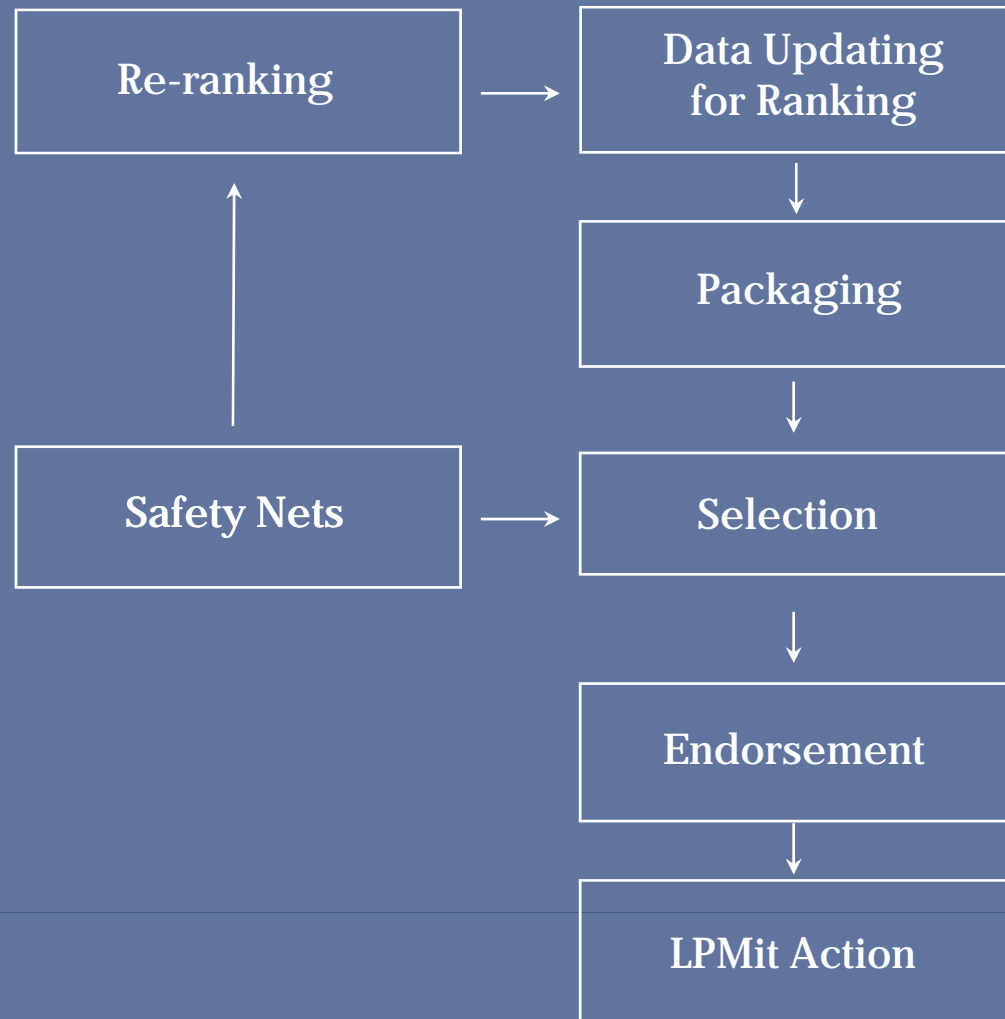 Re-ranking
Data Updating
for Ranking
Packaging
Safety Nets
Selection
Endorsement
LPMit Action